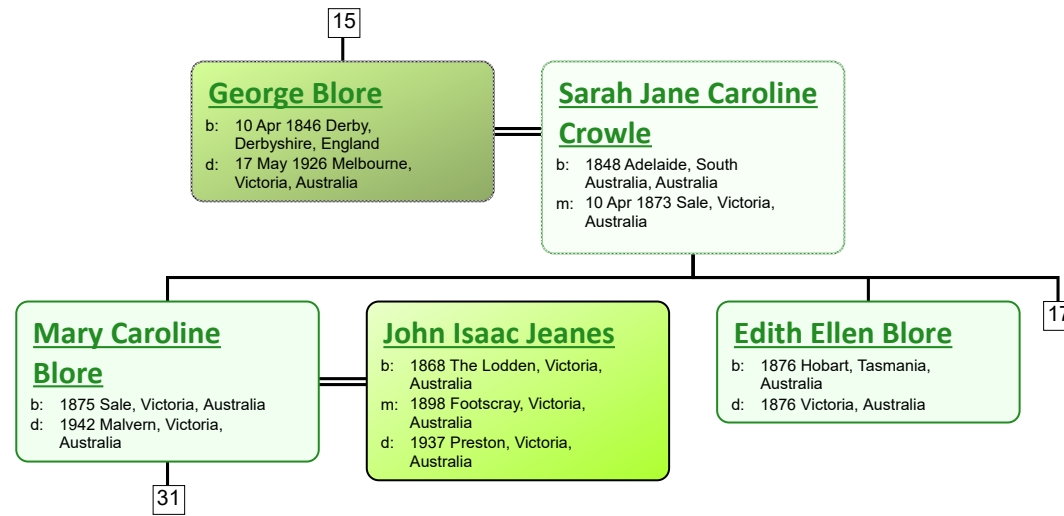 15
George Blore
b: 10 Apr 1846 Derby,
Derbyshire, England
d: 17 May 1926 Melbourne,
Victoria, Australia
Sarah Jane Caroline
Crowle
b: 1848 Adelaide, South
Australia, Australia
m: 10 Apr 1873 Sale, Victoria,
Australia
Mary Caroline
Blore
b: 1875 Sale, Victoria, Australia
d: 1942 Malvern, Victoria,
Australia
John Isaac Jeanes
b: 1868 The Lodden, Victoria,
Australia
m: 1898 Footscray, Victoria,
Australia
d: 1937 Preston, Victoria,
Australia
Edith Ellen Blore
b: 1876 Hobart, Tasmania,
Australia
d: 1876 Victoria, Australia
17
31